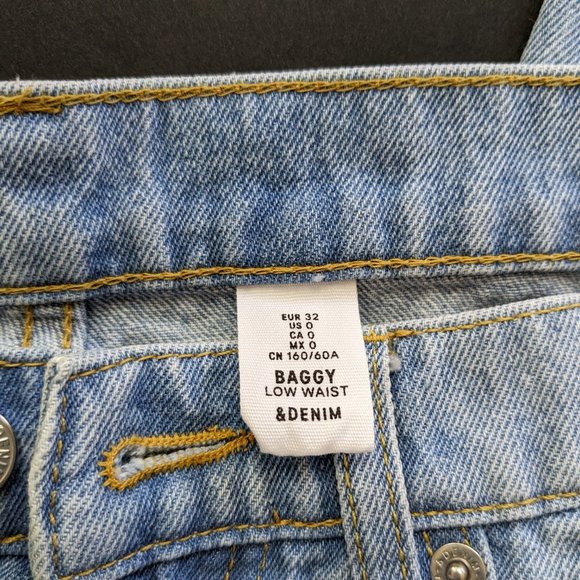 EUR 32
US 0
CA 0
MX 0
CN 160/60A
BAGGY
LOW WAIST
&DENIM